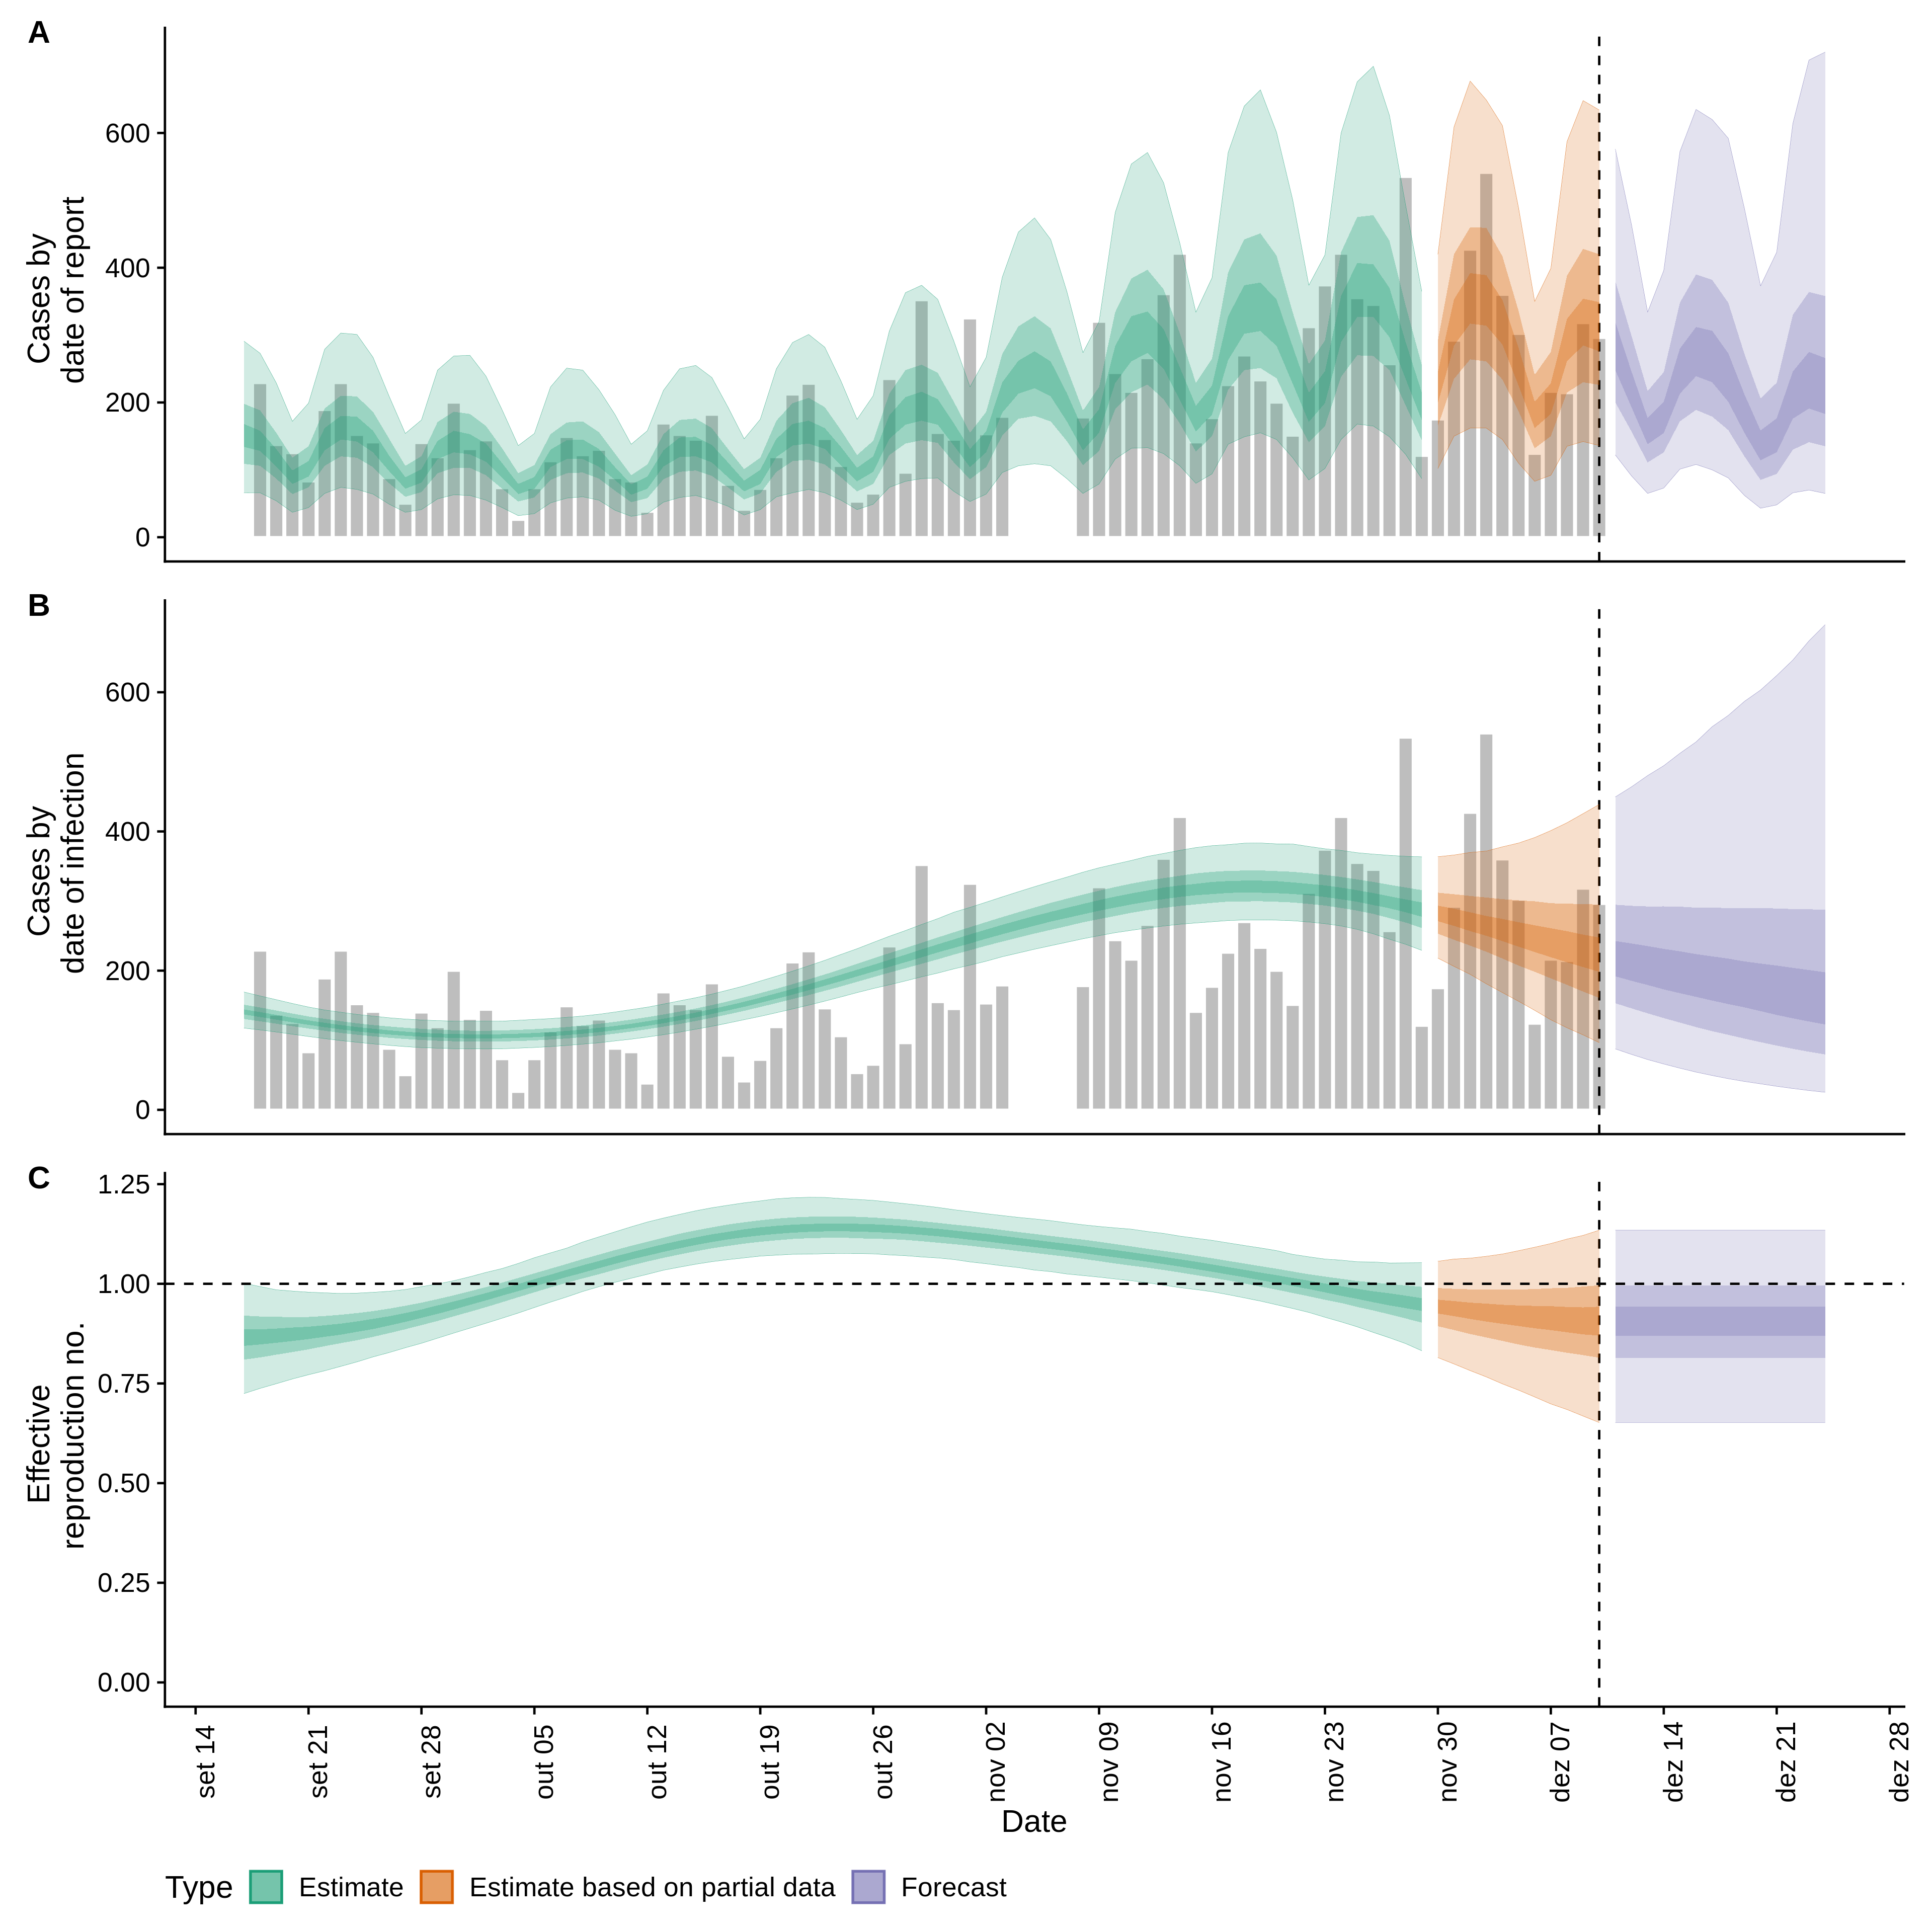 A
Cases by
date of report
600
400
200
0
B
Cases by
date of infection
600
400
200
0
C
Effective
reproduction no.
1.25
1.00
0.75
0.50
0.25
0.00
set 14
set 21
set 28
out 05
out 12
out 19
out 26
nov 02
nov 09
nov 16
nov 23
nov 30
dez 07
dez 14
dez 21
dez 28
Date
Type Estimate Estimate based on partial data Forecast